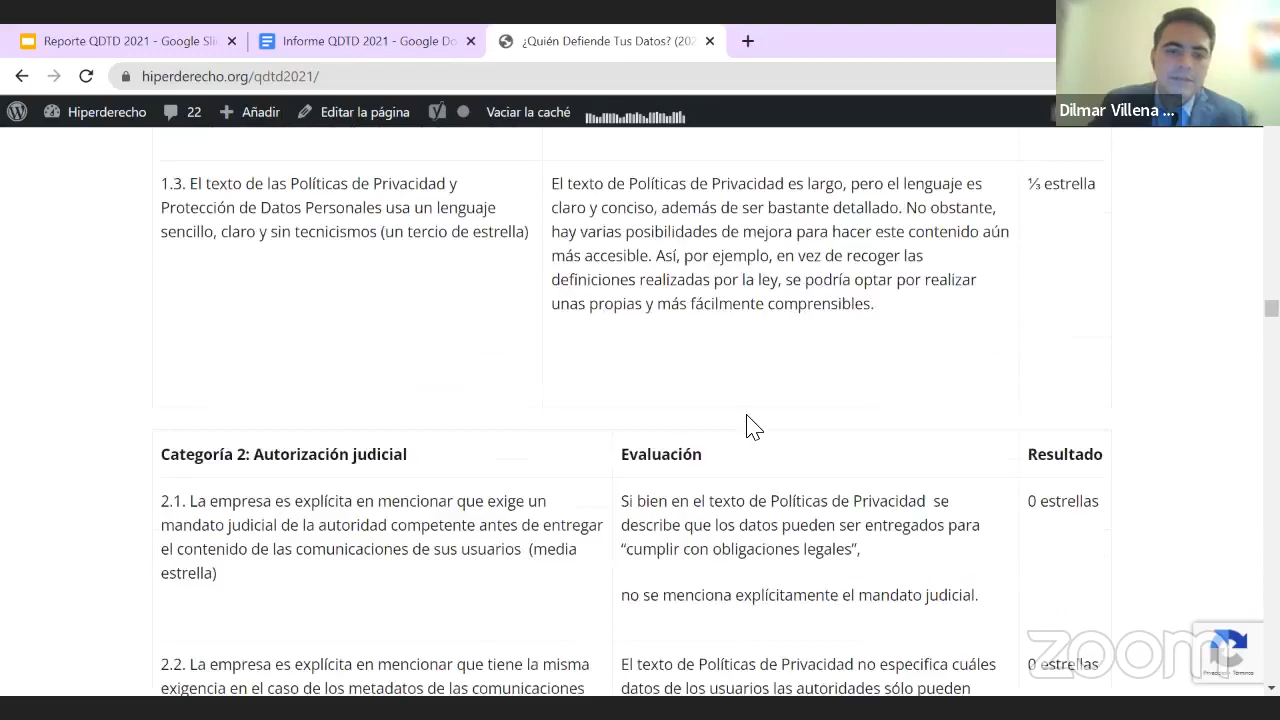 Reporte QDTD 2021 - Google Sli
Informe QDTD 2021 - Google Do
¿Quién Defiende Tus Datos? (202
hiperderecho.org/qdtd2021/
Hiperderecho
22
Añadir
Editar la página
Vaciar la caché
Dilmar Villena ...
1.3. El texto de las Políticas de Privacidad y
Protección de Datos Personales usa un lenguaje
sencillo, claro y sin tecnicismos (un tercio de estrella)
El texto de Políticas de Privacidad es largo, pero el lenguaje es
claro y conciso, además de ser bastante detallado. No obstante,
hay varias posibilidades de mejora para hacer este contenido aún
más accesible. Así, por ejemplo, en vez de recoger las
definiciones realizadas por la ley, se podría optar por realizar
unas propias y más fácilmente comprensibles.
⅓ estrella
Categoría 2: Autorización judicial
Evaluación
Resultado
2.1. La empresa es explícita en mencionar que exige un
mandato judicial de la autoridad competente antes de entregar
el contenido de las comunicaciones de sus usuarios (media
estrella)
Si bien en el texto de Políticas de Privacidad se
describe que los datos pueden ser entregados para
“cumplir con obligaciones legales”,
no se menciona explícitamente el mandato judicial.
0 estrellas
2.2. La empresa es explícita en mencionar que tiene la misma
exigencia en el caso de los metadatos de las comunicaciones
El texto de Políticas de Privacidad no especifica cuáles
datos de los usuarios las autoridades sólo pueden
0 estrellas
zoom